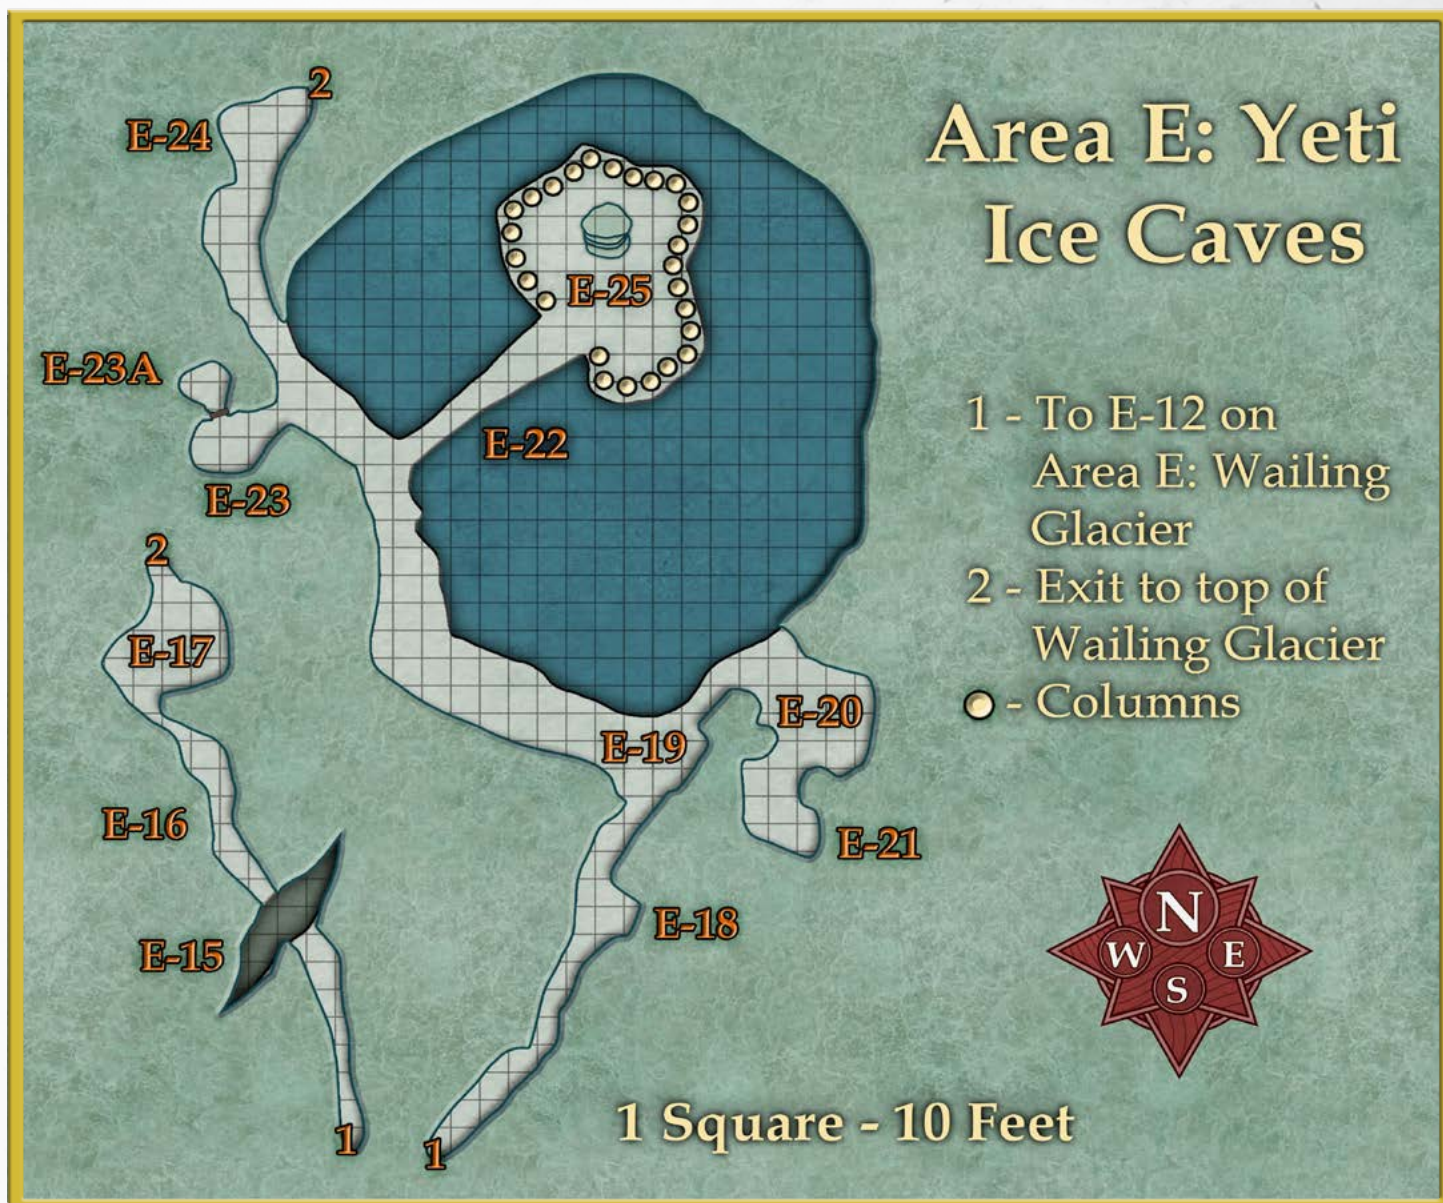 Area E: Yeti
Ice Caves
2
E-24
E-25
E-23A
E-22
E-23
1 - To E-12 on
Area E: Wailing
Glacier
2 - Exit to top of
Wailing Glacier
- Columns
2
E-17
E-20
E-19
E-16
E-21
E-18
E-15
N
W
E
S
1 Square - 10 Feet
1
1